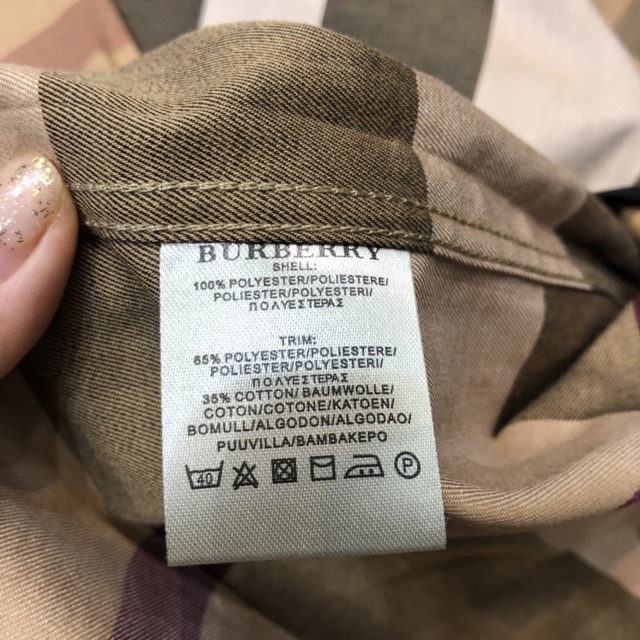 BURBERRY
SHELL:
100% POLYESTER/POLIESTERE/
POLIESTER/POLYESTERI/
ΠΟΛΥΕΣΤΕΡΑΣ
TRIM:
65% POLYESTER/POLIESTERE/
POLIESTER/POLYESTERI/
ΠΟΛΥΕΣΤΕΡΑΣ
35% COTTON/BAUMWOLLE/
COTON/COTONE/KATOEN/
BOMULL/ALGODON/ALGODAO/
PUUVILLA/BAMBAKEPO
40 P